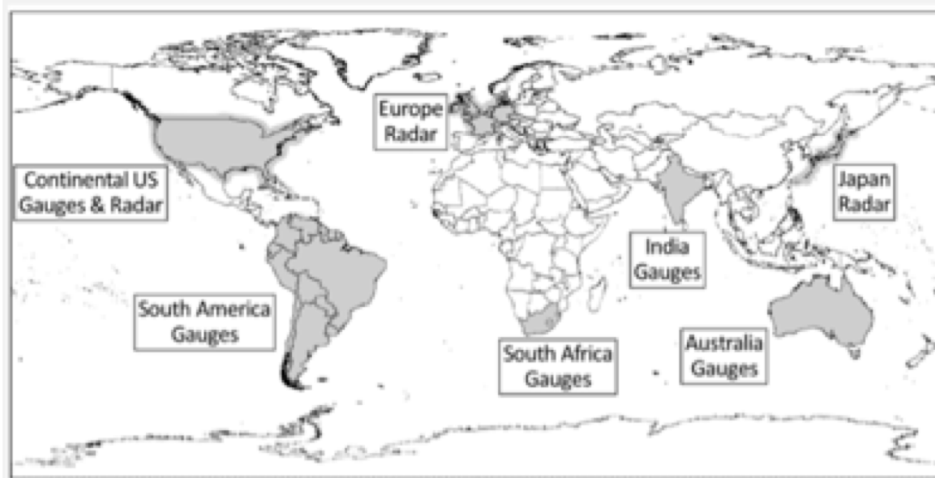 Europe
Radar
Continental US
Gauges & Radar
Japan
Radar
India
Gauges
South America
Gauges
South Africa
Gauges
Australia
Gauges